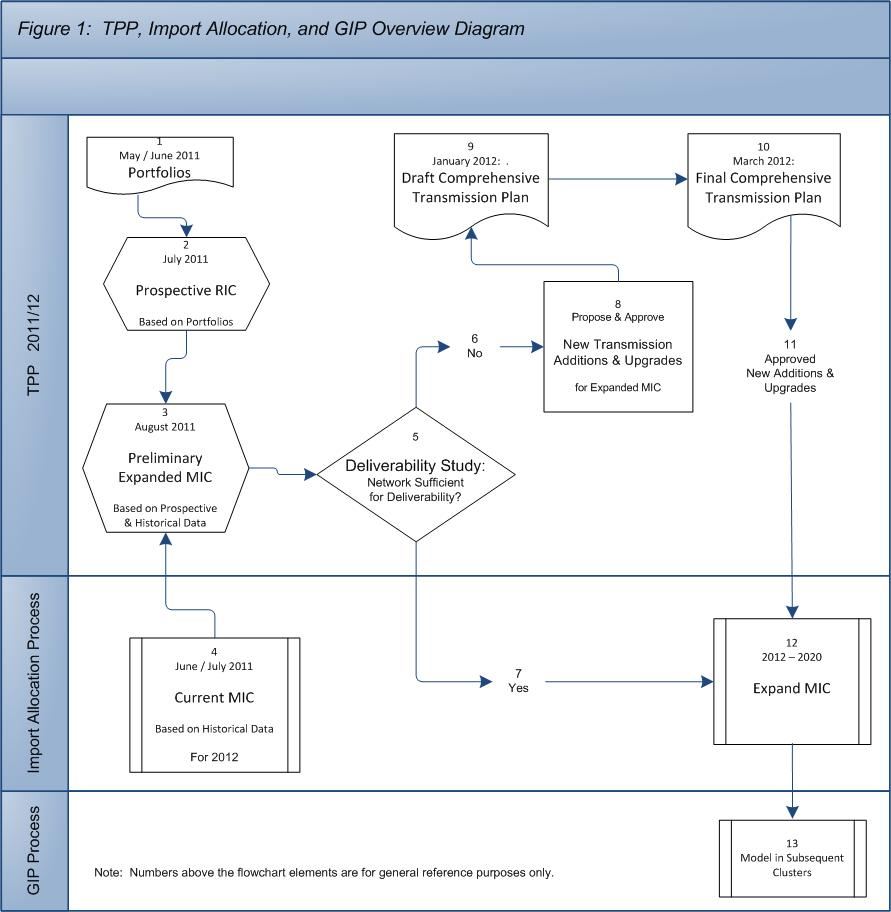 Figure 1:  TPP, Import Allocation, and GIP Overview Diagram
TPP   2011/12
1
May / June 2011
Portfolios
2
July 2011
Prospective RIC
Based on Portfolios
3
August 2011
Preliminary
Expanded MIC
Based on Prospective
& Historical Data
5
Deliverability Study:
Network Sufficient
for Deliverability?
6
No
8
Propose & Approve
New Transmission
Additions & Upgrades
for Expanded MIC
9
January 2012:  .
Draft Comprehensive
Transmission Plan
10
March 2012:
Final Comprehensive
Transmission Plan
11
Approved
New Additions &
Upgrades
Import Allocation Process
4
June / July 2011
Current MIC
Based on Historical Data
For 2012
7
Yes
12
2012 – 2020
Expand MIC
GIP Process
Note:  Numbers above the flowchart elements are for general reference purposes only.
13
Model in Subsequent
Clusters